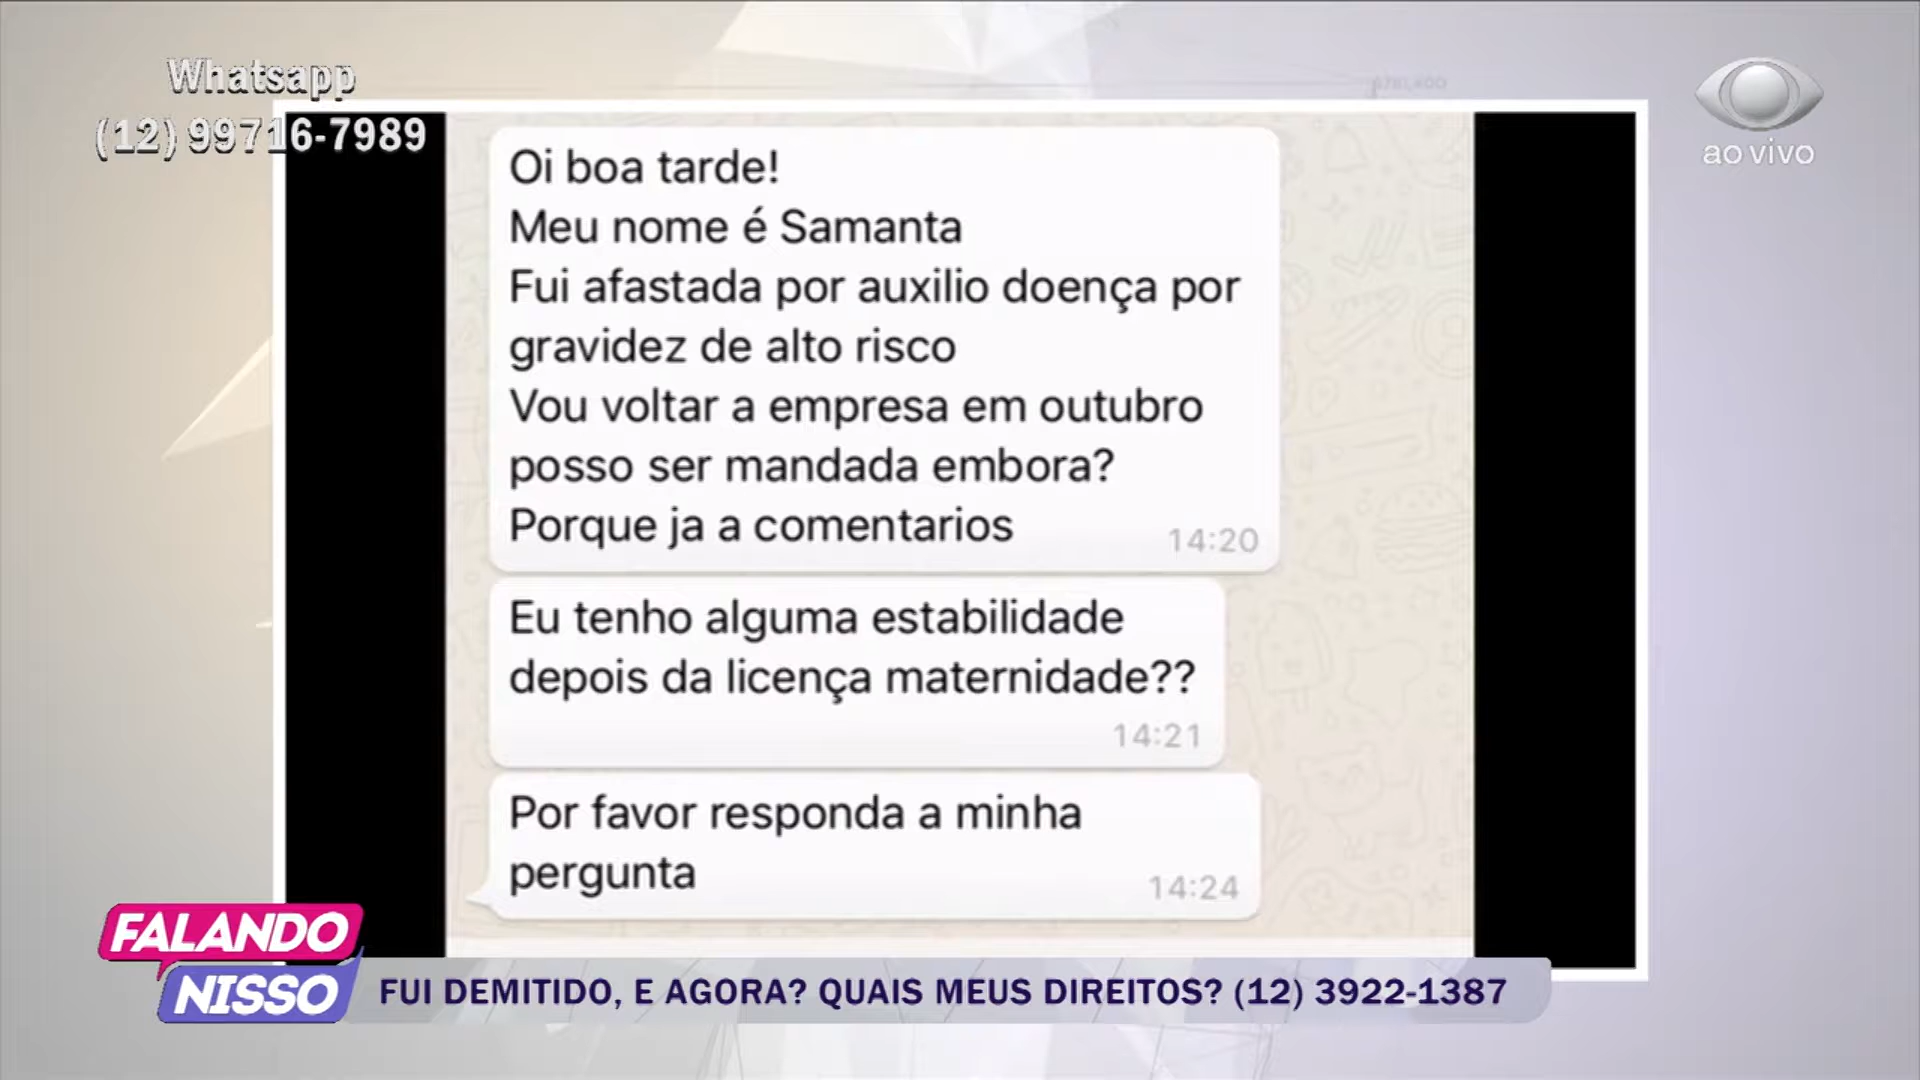 Whatsapp
(12) 99716-7989
ao vivo
Oi boa tarde!
Meu nome é Samanta
Fui afastada por auxilio doença por
gravidez de alto risco
Vou voltar a empresa em outubro
posso ser mandada embora?
Porque ja a comentarios
14:20
Eu tenho alguma estabilidade
depois da licença maternidade??
14:21
Por favor responda a minha
pergunta
14:24
FALANDO
NISSO
FUI DEMITIDO, E AGORA? QUAIS MEUS DIREITOS? (12) 3922-1387